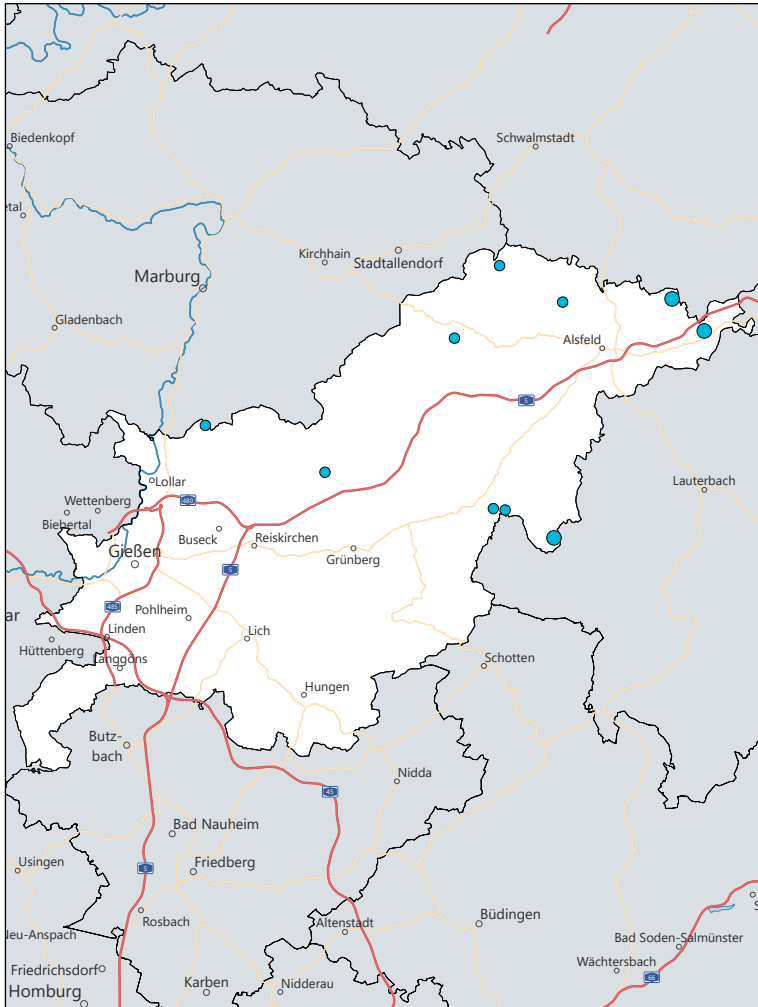 Biedenkopf
Schwalmstadt
etal
Kirchhain
Stadtallendorf
Marburg
Gladenbach
Alsfeld
5
Lollar
Lauterbach
480
Wettenberg
Biebertal
Buseck
Reiskirchen
Grünberg
Gießen
5
485
Pohlheim
ar
Linden
Lich
Hüttenberg
Langgöns
Schotten
Hungen
Butz-
bach
Nidda
45
Bad Nauheim
Usingen
5
Friedberg
Rosbach
Büdingen
Altenstadt
Neu-Anspach
Bad Soden-Salmünster
S
Friedrichsdorf
Wächtersbach
66
Homburg
Karben
Nidderau